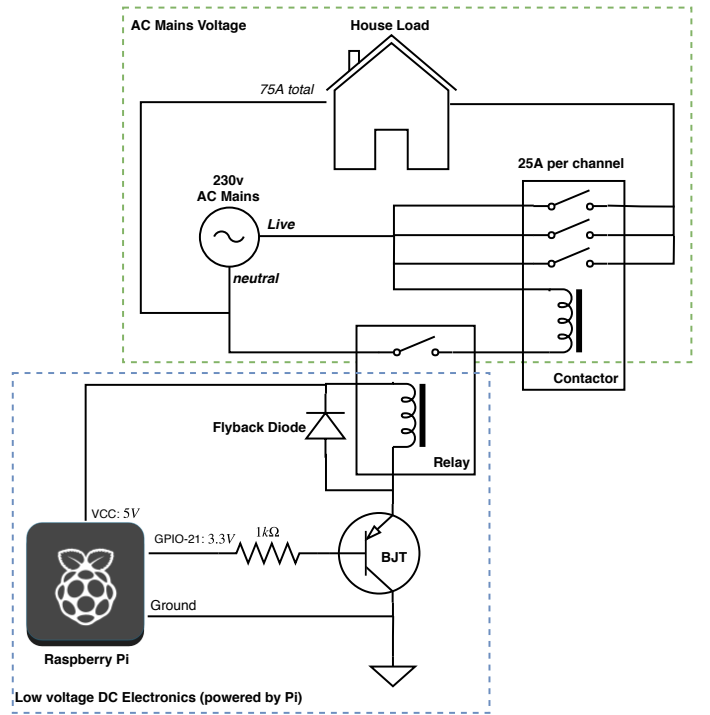 AC Mains Voltage
House Load
75A total
25A per channel
230v
AC Mains
Live
neutral
Contactor
Flyback Diode
Relay
VCC: 5V
GPIO-21: 3.3V
1kΩ
BJT
Ground
Raspberry Pi
Low voltage DC Electronics (powered by Pi)